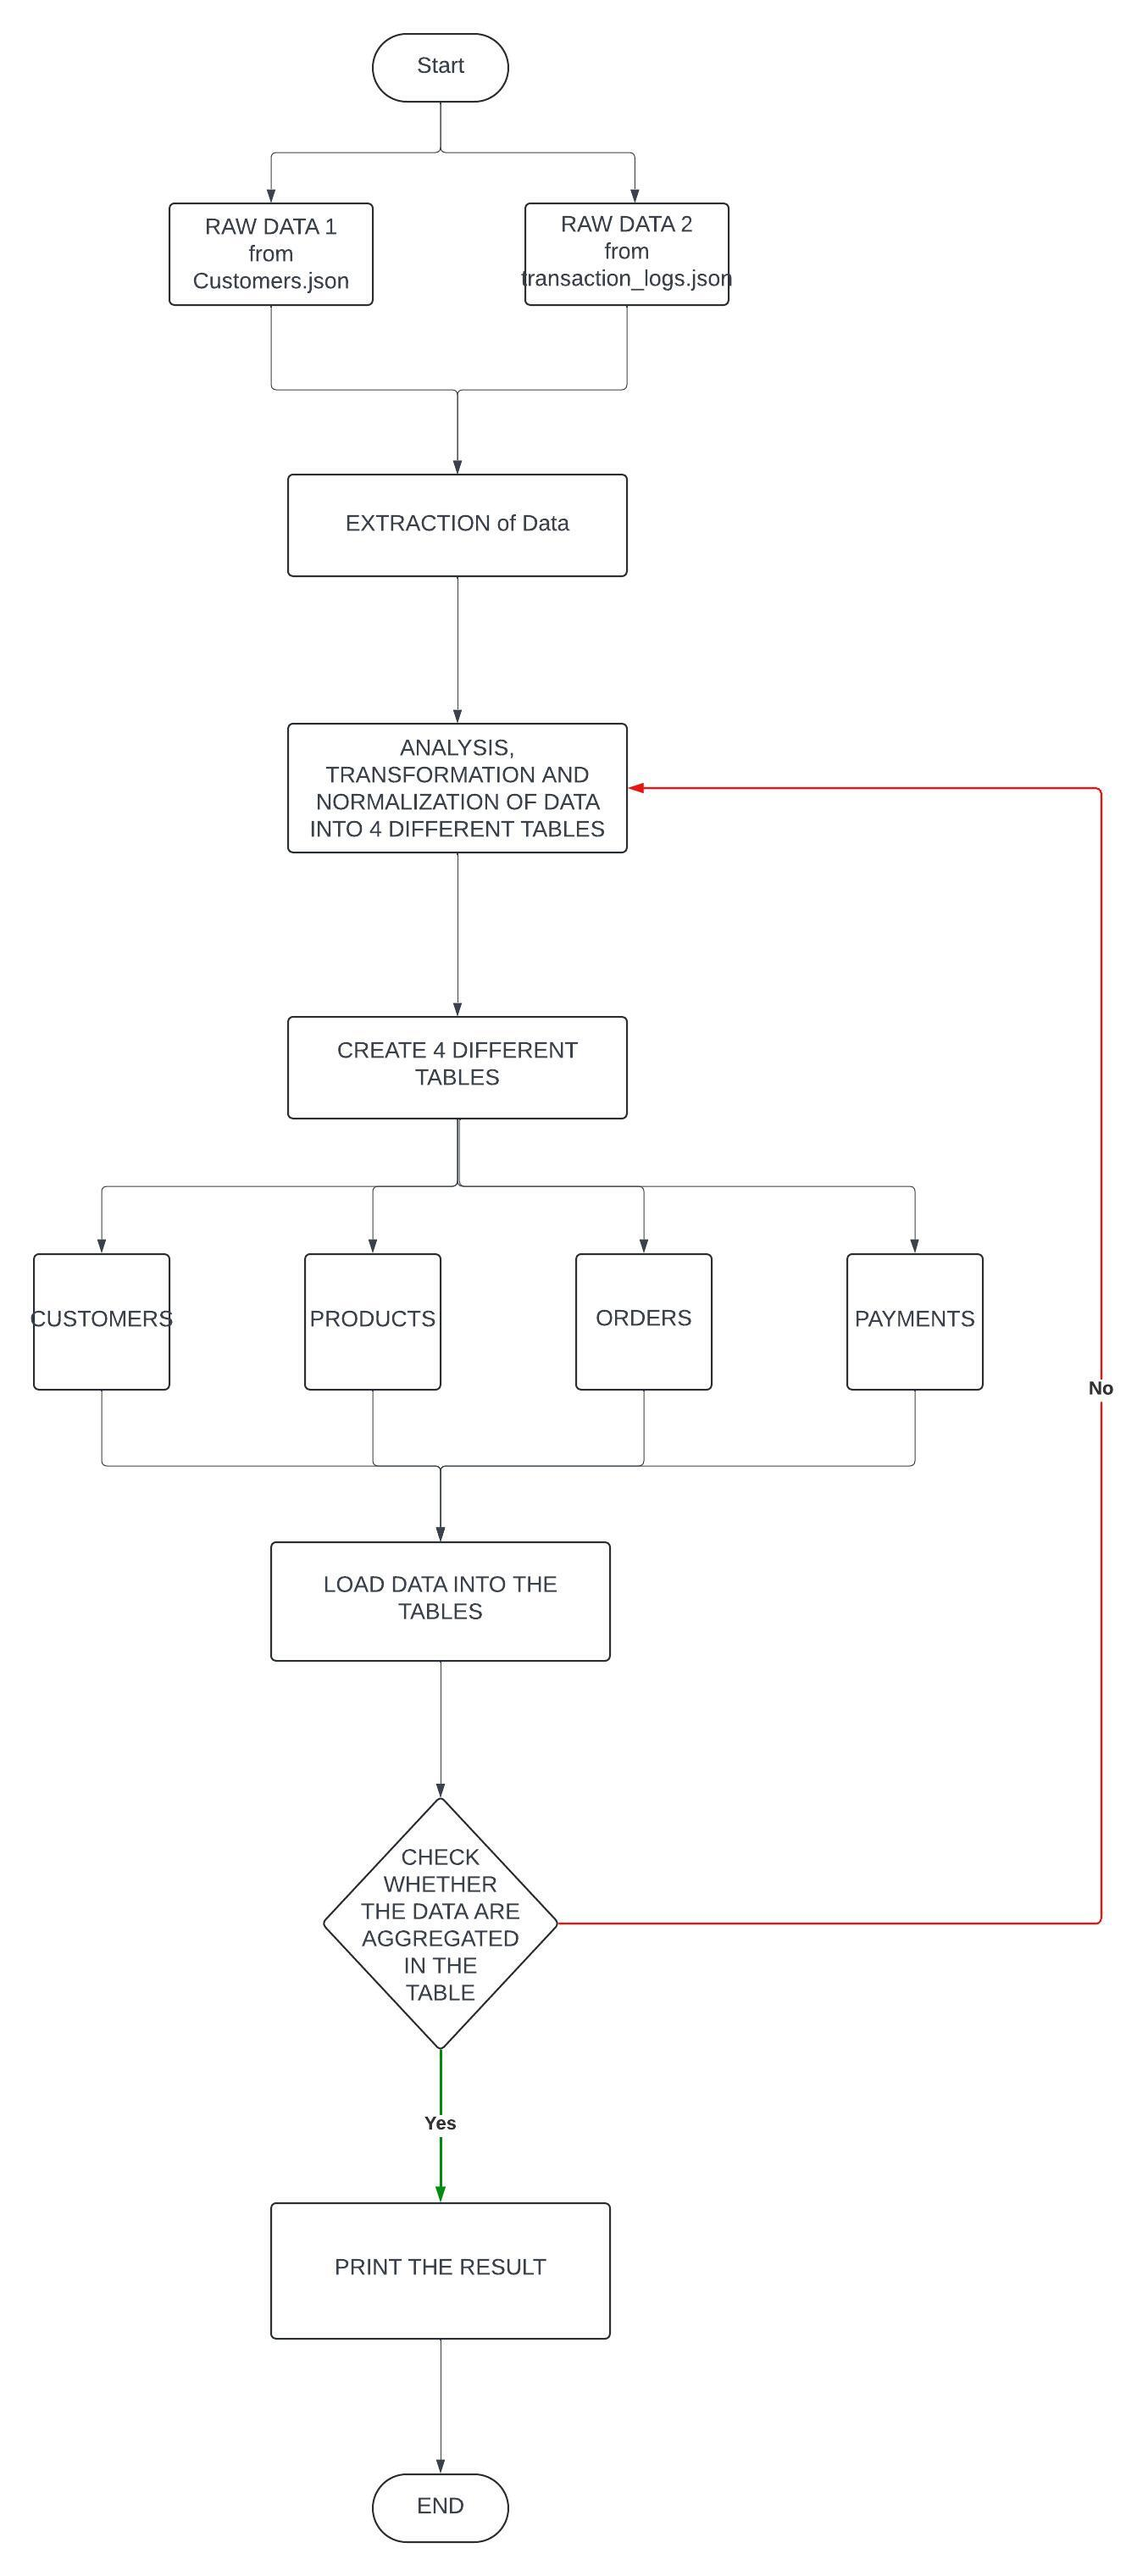 Start
RAW DATA 1
from
Customers.json
RAW DATA 2
from
transaction_logs.json
EXTRACTION of Data
ANALYSIS,
TRANSFORMATION AND
NORMALIZATION OF DATA
INTO 4 DIFFERENT TABLES
CREATE 4 DIFFERENT
TABLES
CUSTOMERS
PRODUCTS
ORDERS
PAYMENTS
No
LOAD DATA INTO THE
TABLES
CHECK
WHETHER
THE DATA ARE
AGGREGATED
IN THE
TABLE
Yes
PRINT THE RESULT
END